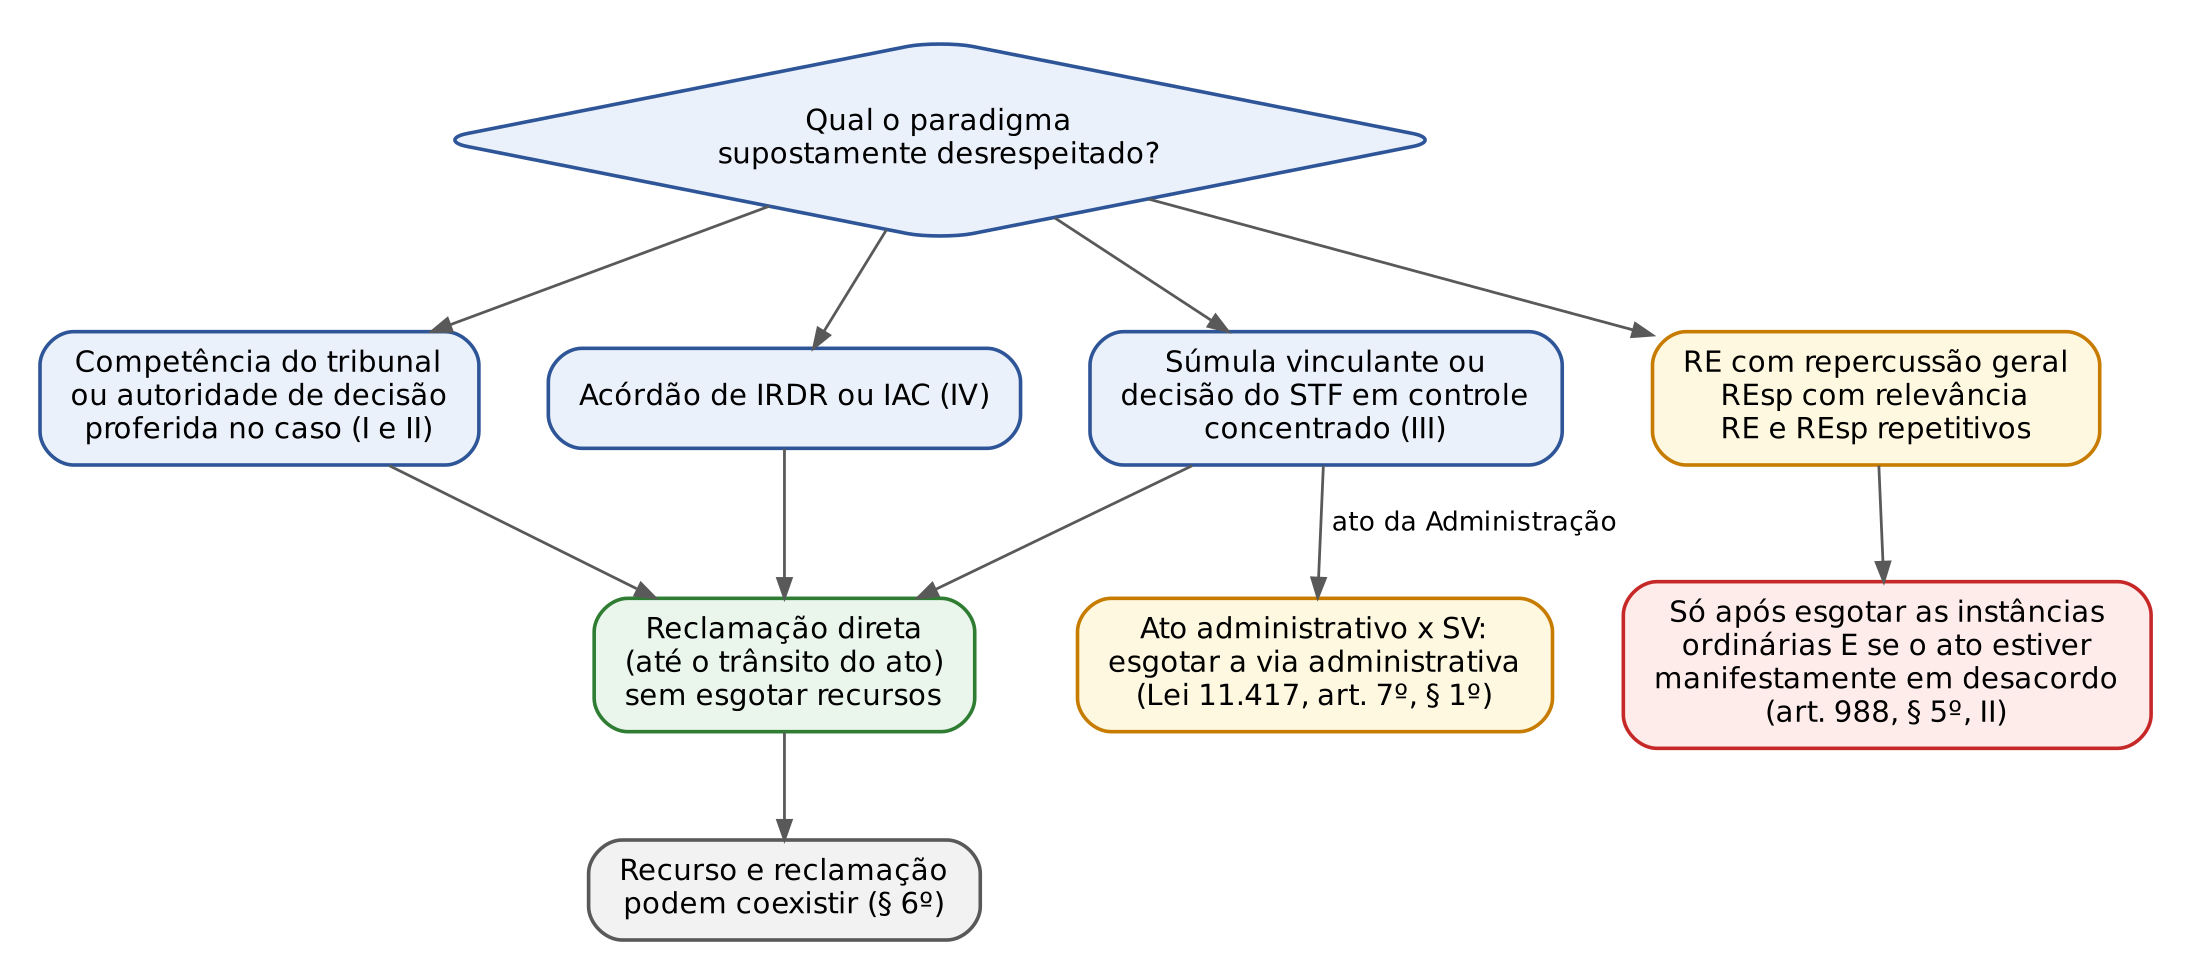 Qual o paradigma
supostamente desrespeitado?
Competência do tribunal
ou autoridade de decisão
proferida no caso (I e II)
Acórdão de IRDR ou IAC (IV)
Súmula vinculante ou
decisão do STF em controle
concentrado (III)
RE com repercussão geral
REsp com relevância
RE e REsp repetitivos
ato da Administração
Reclamação direta
(até o trânsito do ato)
sem esgotar recursos
Ato administrativo x SV:
esgotar a via administrativa
(Lei 11.417, art. 7º, § 1º)
Só após esgotar as instâncias
ordinárias E se o ato estiver
manifestamente em desacordo
(art. 988, § 5º, II)
Recurso e reclamação
podem coexistir (§ 6º)